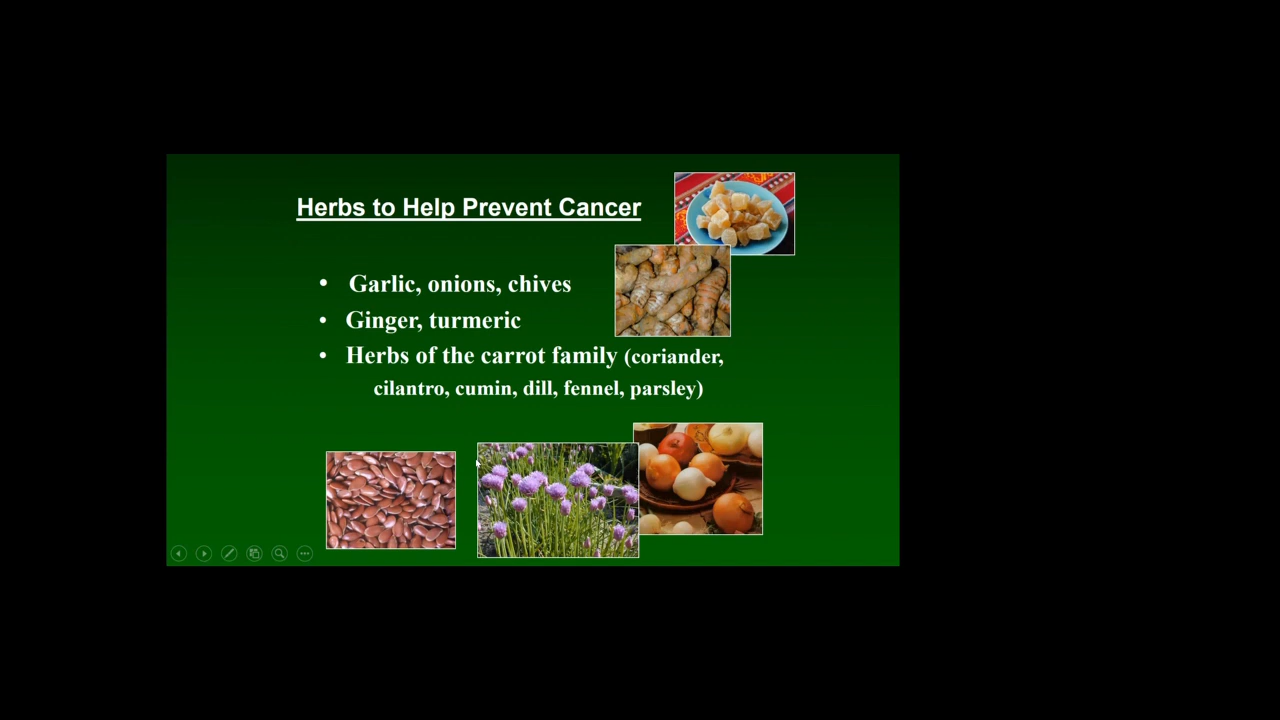 Herbs to Help Prevent Cancer
• Garlic, onions, chives
• Ginger, turmeric
• Herbs of the carrot family (coriander,
cilantro, cumin, dill, fennel, parsley)